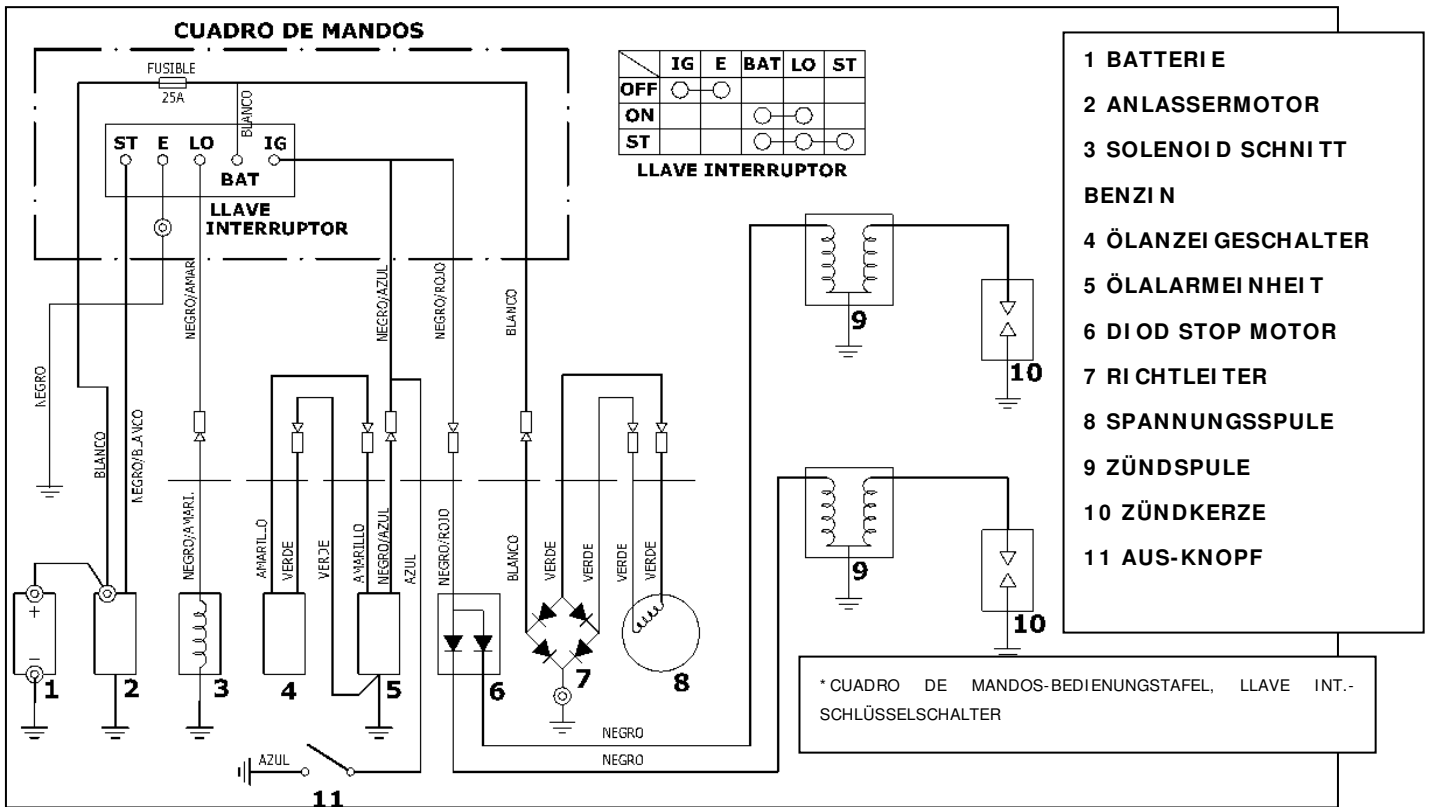 CUADRO DE MANDOS
FUSIBLE
25A
BLANCO
ST E LO IG
BAT
LLAVE
INTERRUPTOR
IG E BAT LO ST
OFF
ON
ST
LLAVE INTERRUPTOR
NEGRO
BLANCO
NEGRO/BLANCO
NEGRO/AMAR
NEGRO/AZUL
NEGRO/ROJO
BLANCO
NEGRO/AMARI.
AMARILLO
VERDE
VERDE
AMARILLO
NEGRO/AZUL
AZUL
NEGRO/ROJO
BLANCO
VERDE
VERDE
VERDE
VERDE
+
−
1
2
3
4
5
6
7
8
9
10
9
10
NEGRO
NEGRO
AZUL
11
1 BATTERIE
2 ANLASSERMOTOR
3 SOLENOID SCHNITT
BENZIN
4 ÖLANZEIGESCHALTER
5 ÖLALARMEINHEIT
6 DIOD STOP MOTOR
7 RICHTLEITER
8 SPANNUNGSSPULE
9 ZÜNDSPULE
10 ZÜNDKERZE
11 AUS-KNOPF
* CUADRO DE MANDOS-BEDIENUNGSTAFEL, LLAVE INT.-
SCHLÜSSELSCHALTER